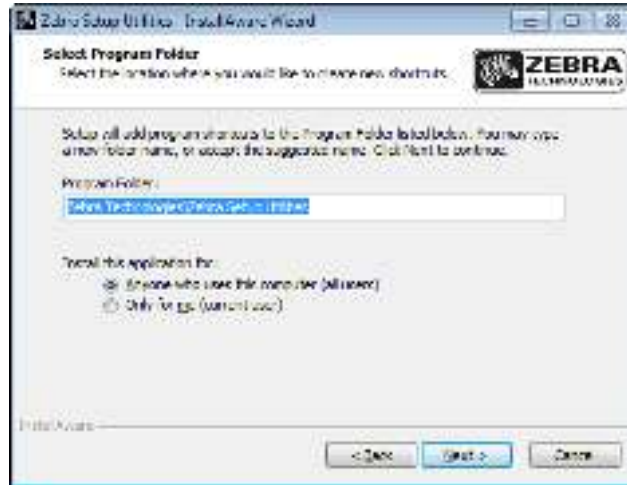 Zebra Setup Utilities - InstallAware Wizard
Select Program Folder
Select the location where you would like to create new shortcuts.
ZEBRA
TECHNOLOGIES
Setup will add program shortcuts to the Program Folder listed below. You may type
a new folder name, or accept the suggested name. Click Next to continue.
Program Folder:
Zebra Technologies\Zebra Setup Utilities
Install this application for:
Anyone who uses this computer (all users)
Only for me (current user)
InstallAware
< Back
Next >
Cancel